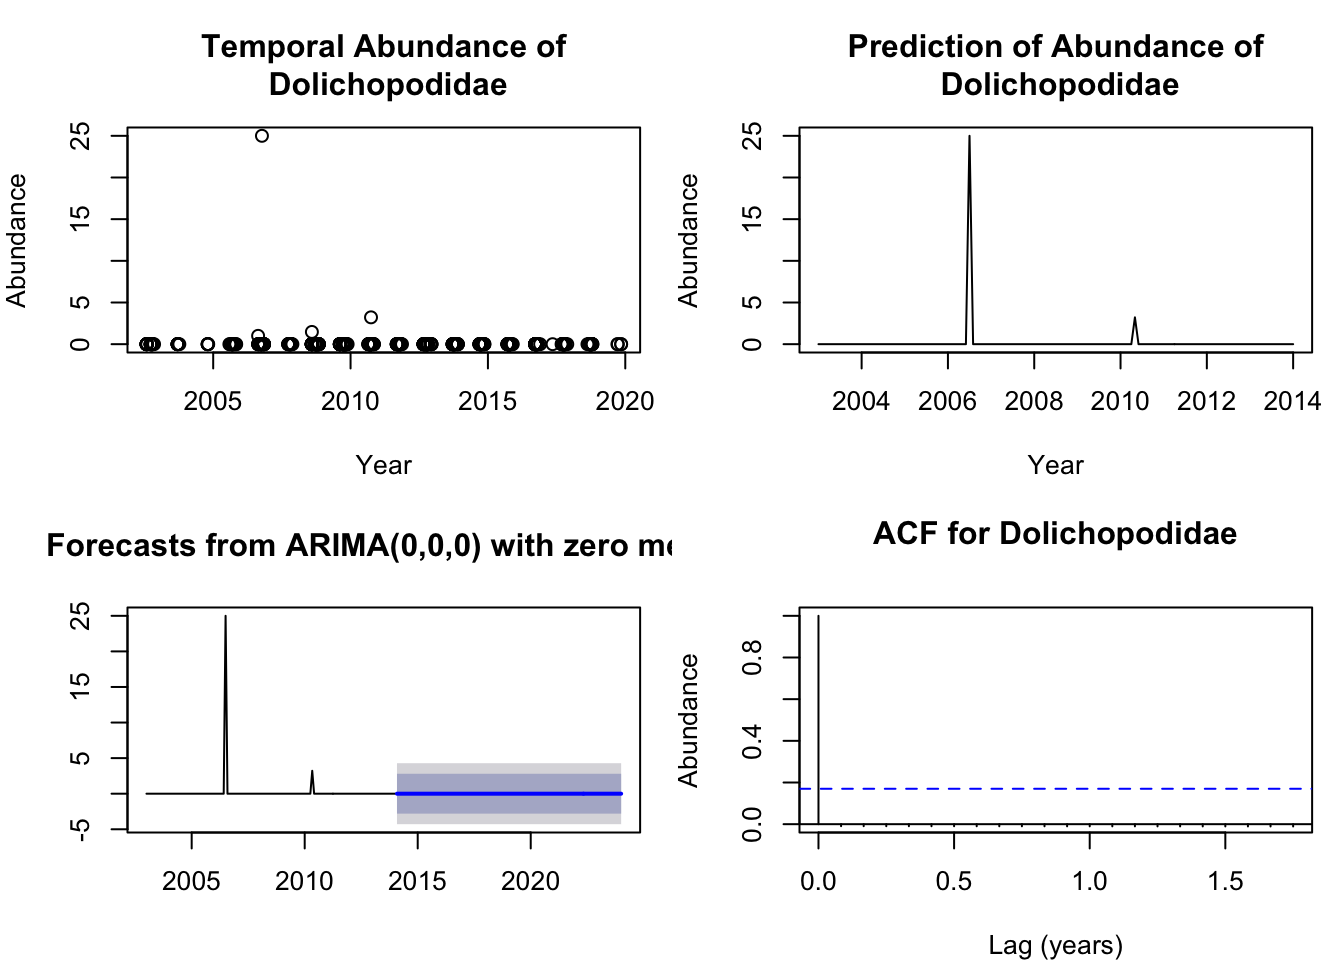 Temporal Abundance of
Dolichopodidae
Abundance
25
15
5
0
2005 2010 2015 2020
Year
Prediction of Abundance of
Dolichopodidae
Abundance
25
15
5
0
2004 2006 2008 2010 2012 2014
Year
Forecasts from ARIMA(0,0,0) with zero me
25
15
5
-5
2005 2010 2015 2020
ACF for Dolichopodidae
Abundance
0.8
0.4
0.0
0.0 0.5 1.0 1.5
Lag (years)